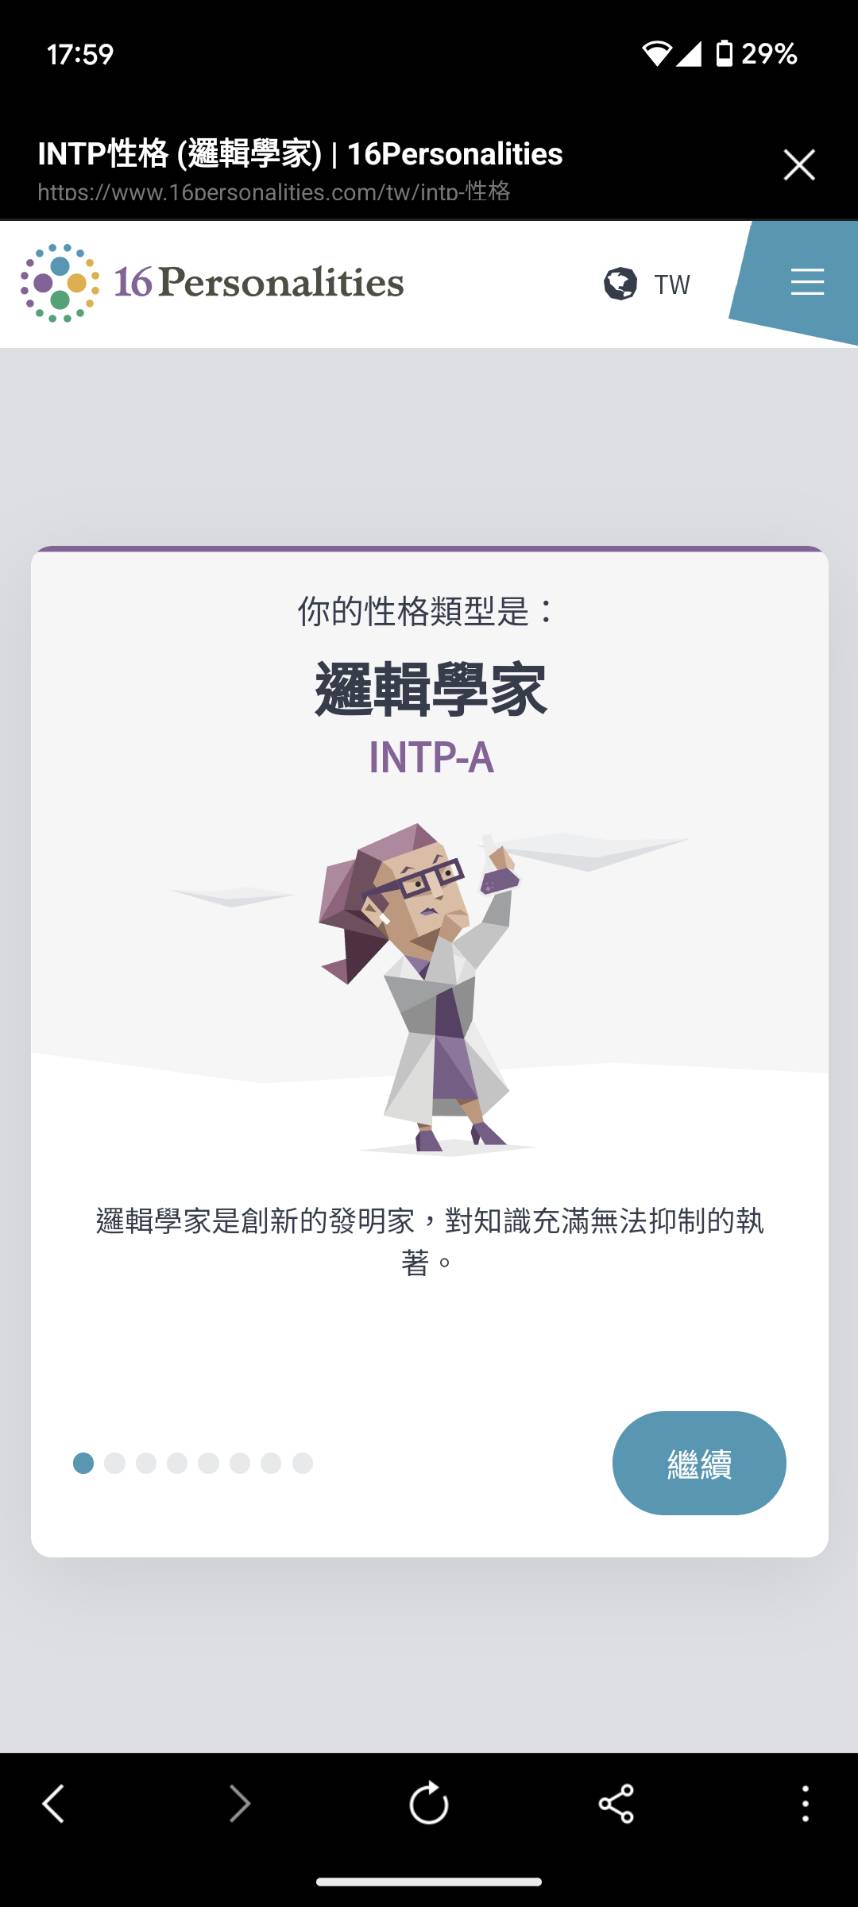 17:59
29%
INTP性格 (邏輯學家) | 16Personalities
https://www.16personalities.com/tw/intp-性格
16Personalities
TW
你的性格類型是：
邏輯學家
INTP-A
邏輯學家是創新的發明家，對知識充滿無法抑制的執
著。
繼續